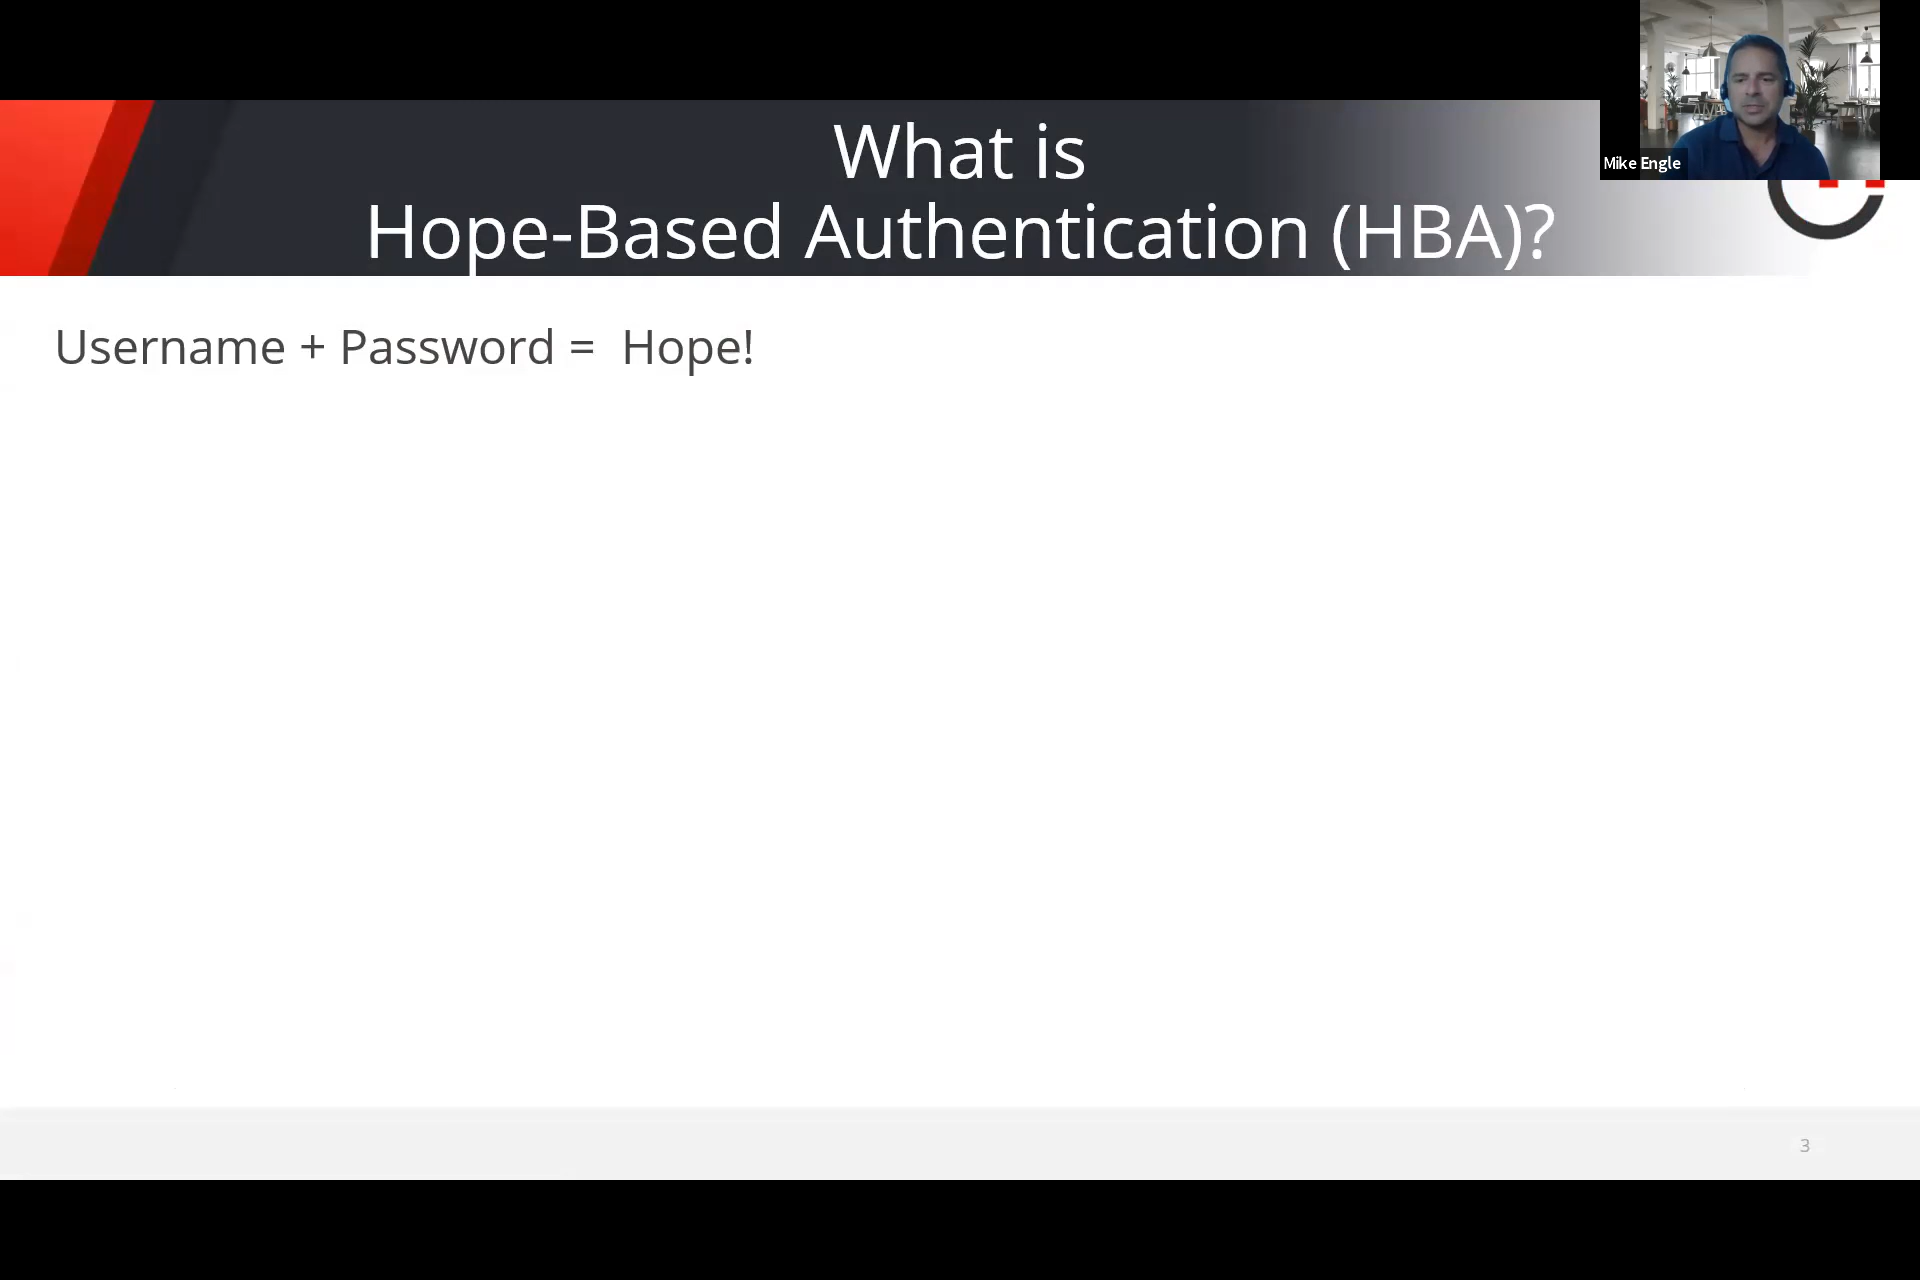 What is
Hope-Based Authentication (HBA)?
Mike Engle
Username + Password =  Hope!
3